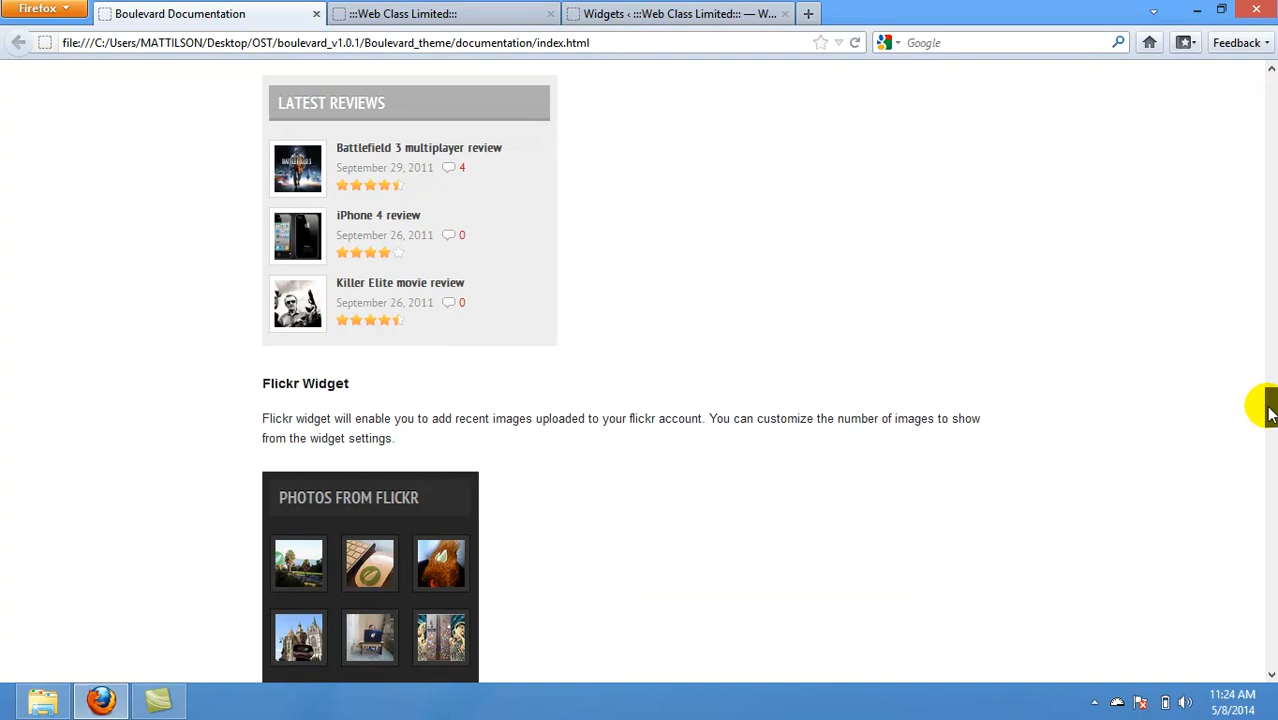 Firefox
Boulevard Documentation
:::Web Class Limited:::
Widgets ‹ :::Web Class Limited::: — W...
file:///C:/Users/MATTILSON/Desktop/OST/boulevard_v1.0.1/Boulevard_theme/documentation/index.html
Google
Feedback
LATEST REVIEWS
Battlefield 3 multiplayer review
September 29, 2011 4
iPhone 4 review
September 26, 2011 0
Killer Elite movie review
September 26, 2011 0
Flickr Widget
Flickr widget will enable you to add recent images uploaded to your flickr account. You can customize the number of images to show
from the widget settings.
PHOTOS FROM FLICKR
11:24 AM
5/8/2014